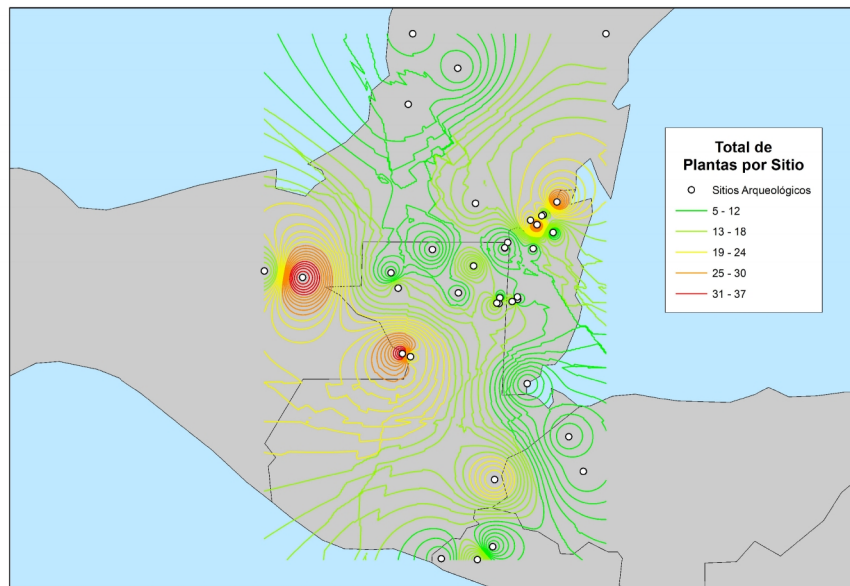 Total de
Plantas por Sitio
Sitios Arqueológicos
5 - 12
13 - 18
19 - 24
25 - 30
31 - 37